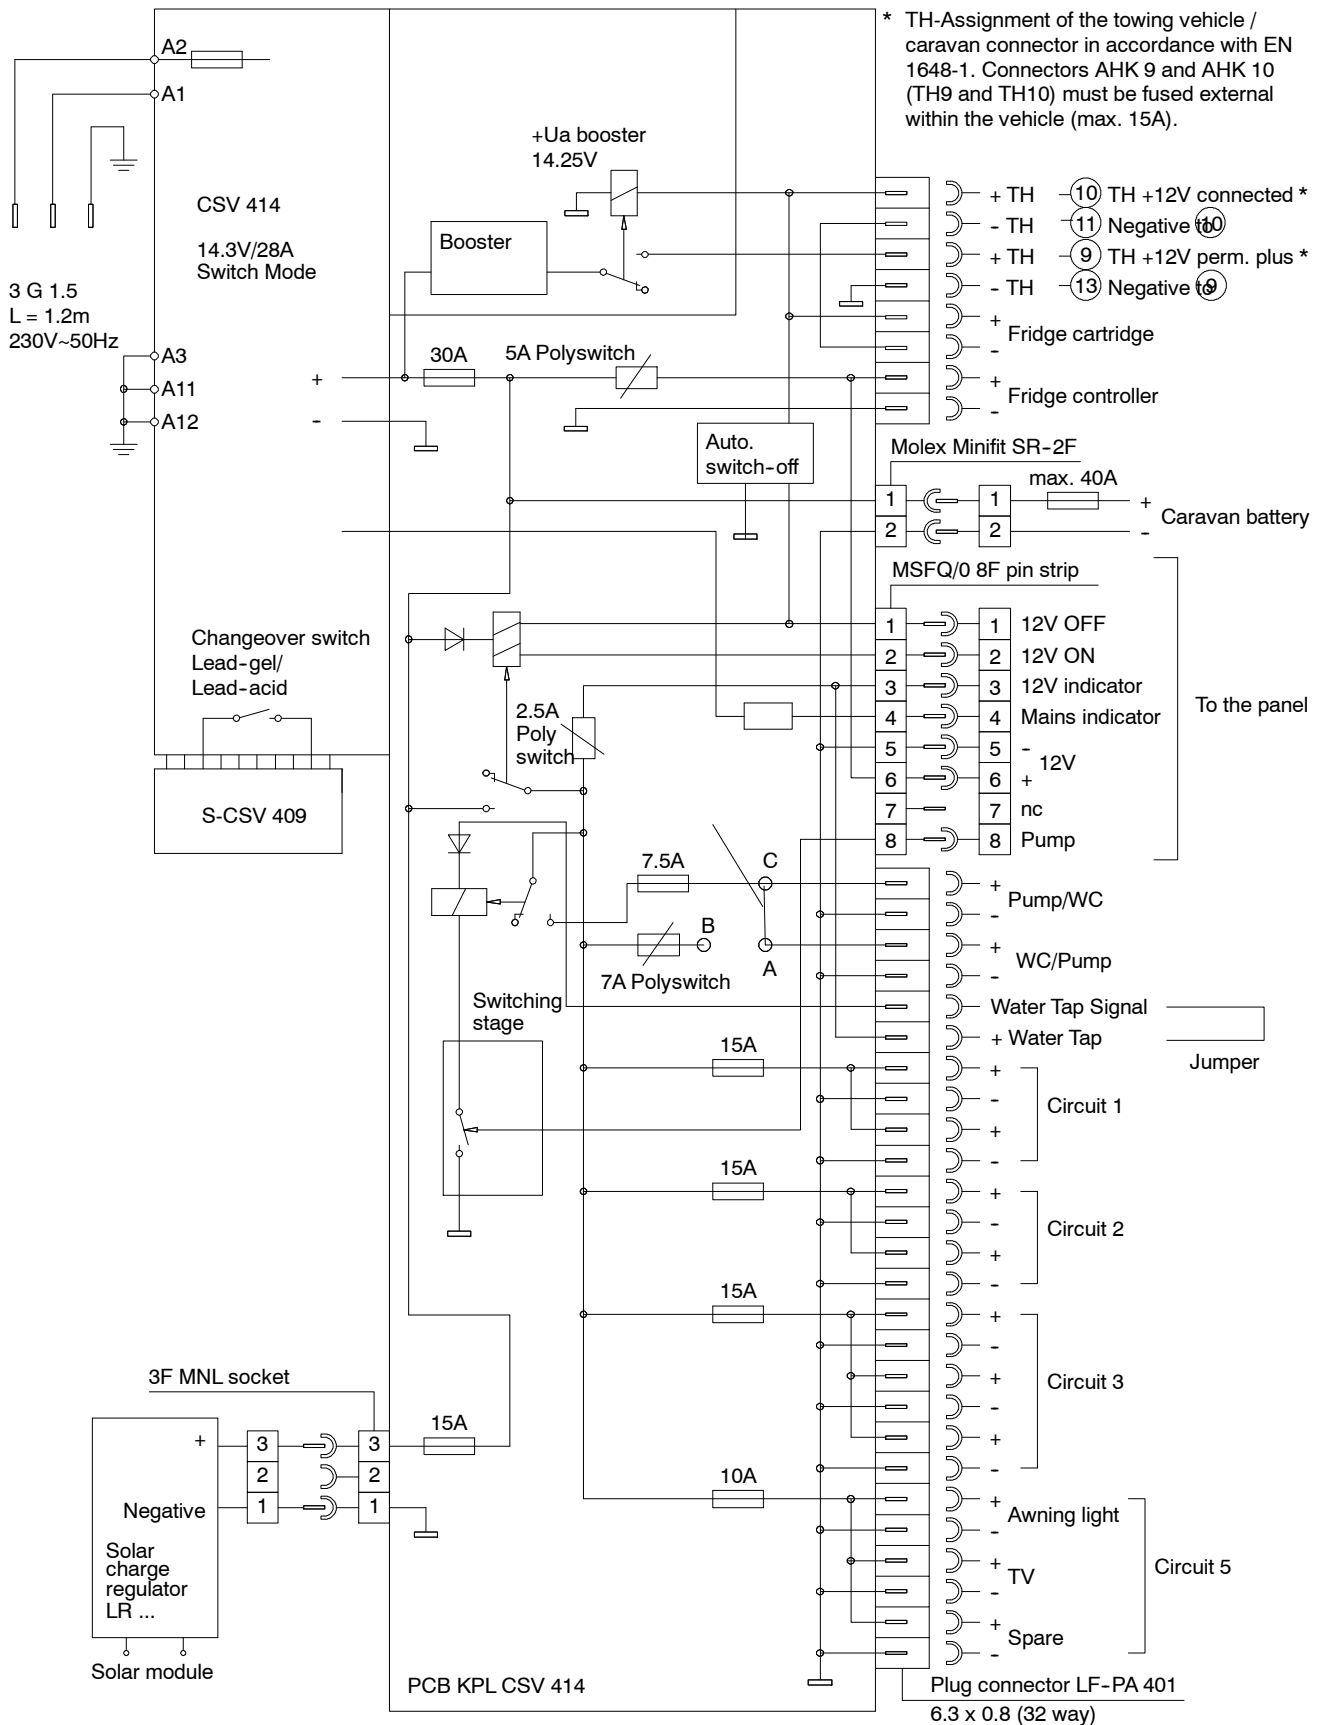 * TH-Assignment of the towing vehicle /
caravan connector in accordance with EN
1648-1. Connectors AHK 9 and AHK 10
(TH9 and TH10) must be fused external
within the vehicle (max. 15A).
A2
A1
+Ua booster
14.25V
CSV 414
14.3V/28A
Switch Mode
Booster
3 G 1.5
L = 1.2m
230V~50Hz
A3
A11
A12
+
-
30A
5A Polyswitch
+ TH 10 TH +12V connected *
- TH 11 Negative to 10
+ TH 9 TH +12V perm. plus *
- TH 13 Negative to 9
+
-
Fridge cartridge
+
-
Fridge controller
Auto.
switch-off
Molex Minifit SR-2F
max. 40A
1 1 +
2 2 -
Caravan battery
MSFQ/0 8F pin strip
1 1 12V OFF
2 2 12V ON
3 3 12V indicator
4 4 Mains indicator
5 5 -
12V
6 6 +
7 7 nc
8 8 Pump
To the panel
Changeover switch
Lead-gel/
Lead-acid
S-CSV 409
2.5A
Poly
switch
7.5A
C
B
A
7A Polyswitch
+
-
Pump/WC
+
-
WC/Pump
Water Tap Signal
+ Water Tap
Jumper
Switching
stage
15A
+
-
+
-
Circuit 1
15A
+
-
+
-
Circuit 2
15A
+
-
+
-
+
-
Circuit 3
10A
+
-
Awning light
+
-
TV
+
-
Spare
Circuit 5
3F MNL socket
15A
+
3 3
2 2
1 1
Negative
Solar
charge
regulator
LR ...
Solar module
PCB KPL CSV 414
Plug connector LF-PA 401
6.3 x 0.8 (32 way)